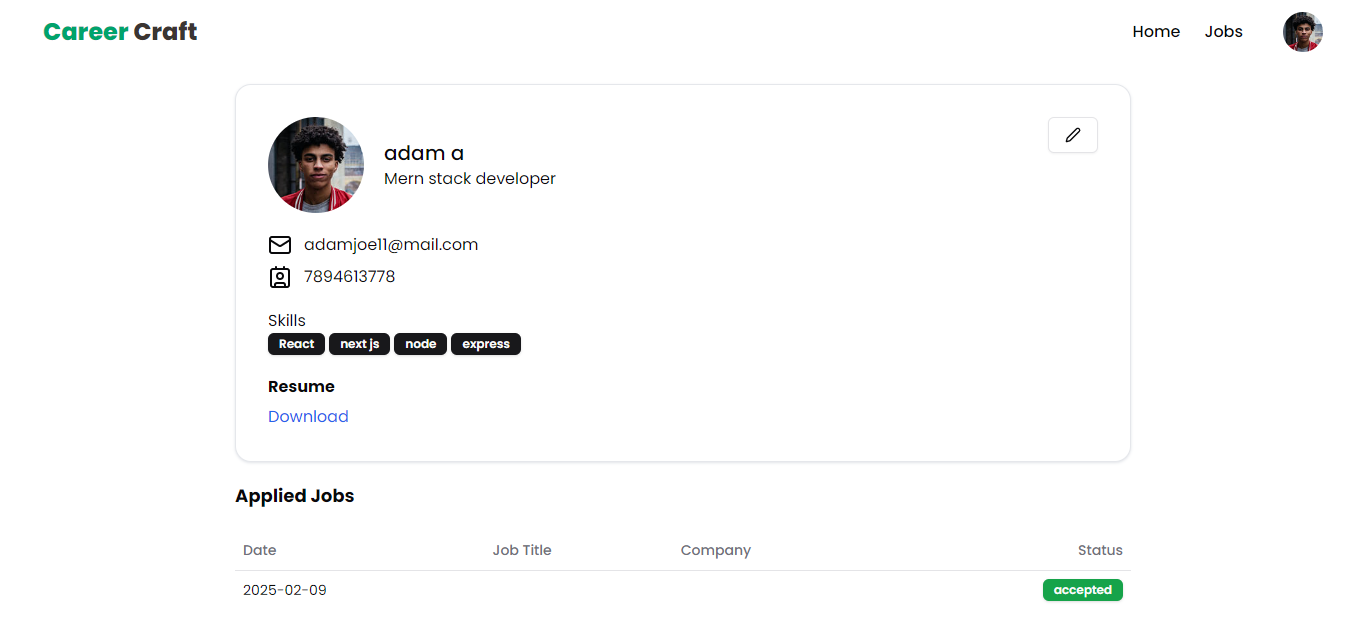 Career Craft
Home Jobs
adam a
Mern stack developer
adamjoe11@mail.com
7894613778
Skills
React next js node express
Resume
Download
Applied Jobs
Date Job Title Company Status
2025-02-09 accepted